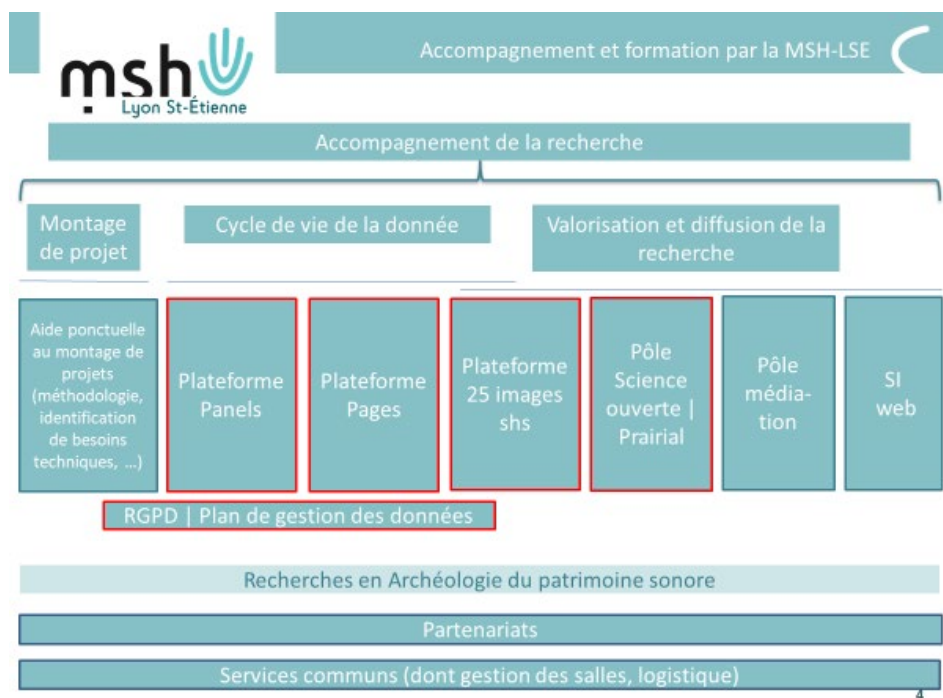 msh
Lyon St-Étienne
Accompagnement et formation par la MSH-LSE
Accompagnement de la recherche
Montage
de projet
Cycle de vie de la donnée
Valorisation et diffusion de la
recherche
Aide ponctuelle
au montage de
projets
(méthodologie,
identification
de besoins
techniques, ...)
Plateforme
Panels
Plateforme
Pages
Plateforme
25 images
shs
Pôle
Science
ouverte |
Prairial
Pôle
média-
tion
SI
web
RGPD | Plan de gestion des données
Recherches en Archéologie du patrimoine sonore
Partenariats
Services communs (dont gestion des salles, logistique)
4